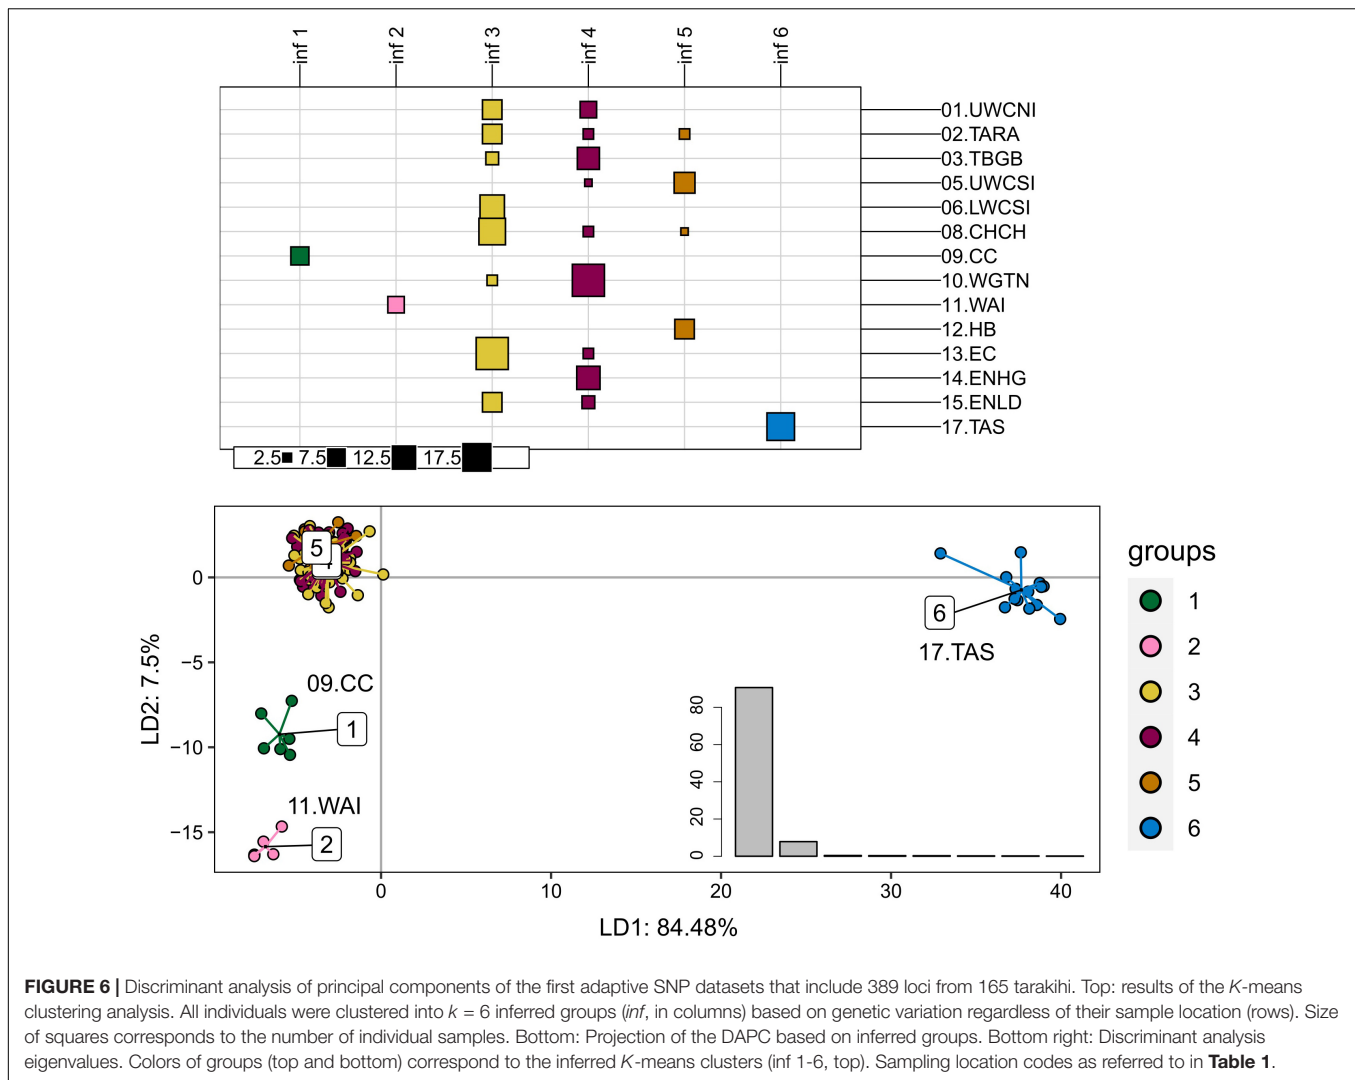 inf 1 inf 2 inf 3 inf 4 inf 5 inf 6
01.UWCNI
02.TARA
03.TBGB
05.UWCSI
06.LWCSI
08.CHCH
09.CC
10.WGTN
11.WAI
12.HB
13.EC
14.ENHG
15.ENLD
17.TAS
2.5 7.5 12.5 17.5
LD2: 7.5%
0
−5
−10
−15
5
09.CC
1
11.WAI
2
6
17.TAS
80
60
40
20
0
0 10 20 30 40
LD1: 84.48%
groups
1
2
3
4
5
6
FIGURE 6 | Discriminant analysis of principal components of the first adaptive SNP datasets that include 389 loci from 165 tarakihi. Top: results of the K-means
clustering analysis. All individuals were clustered into k = 6 inferred groups (inf, in columns) based on genetic variation regardless of their sample location (rows). Size
of squares corresponds to the number of individual samples. Bottom: Projection of the DAPC based on inferred groups. Bottom right: Discriminant analysis
eigenvalues. Colors of groups (top and bottom) correspond to the inferred K-means clusters (inf 1-6, top). Sampling location codes as referred to in Table 1.